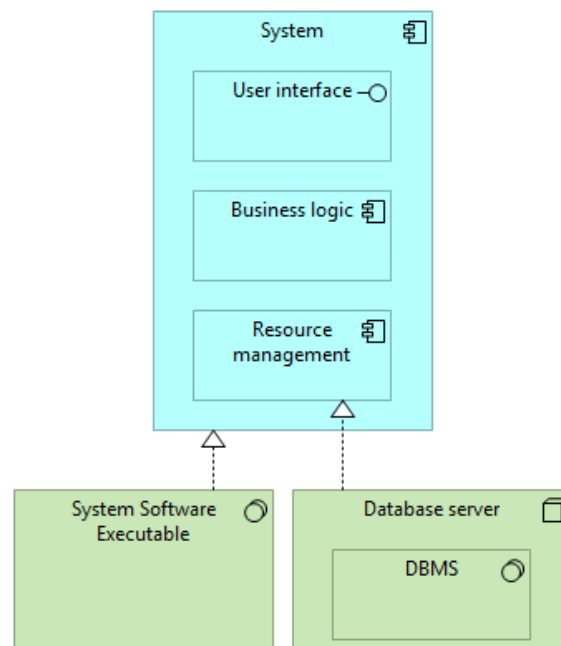 System
User interface
Business logic
Resource
management
System Software
Executable
Database server
DBMS